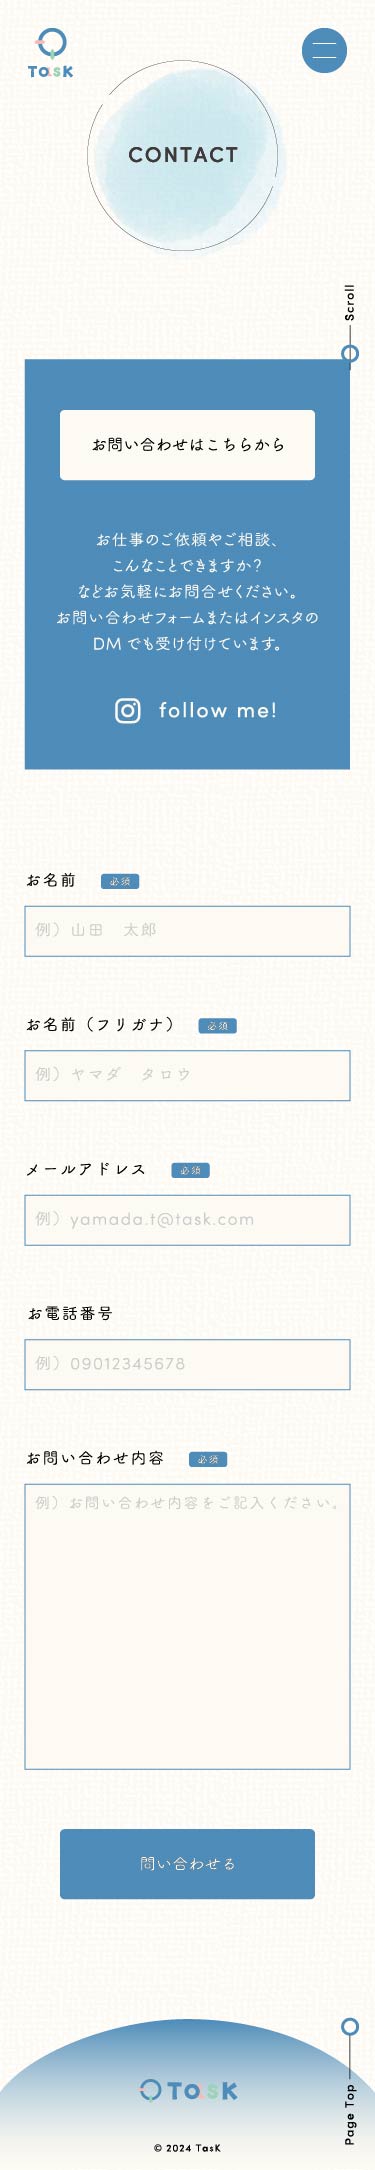 TasK
CONTACT
Scroll
お問い合わせはこちらから
お仕事のご依頼やご相談、
こんなことできますか？
などお気軽にお問合せください。
お問い合わせフォームまたはインスタの
DM でも受け付けています。
follow me!
お名前 必須
例）山田　太郎
お名前（フリガナ） 必須
例）ヤマダ　タロウ
メールアドレス 必須
例）yamada.t@task.com
お電話番号
例）09012345678
お問い合わせ内容 必須
例）お問い合わせ内容をご記入ください。
問い合わせる
TasK
Page Top
© 2024 TasK